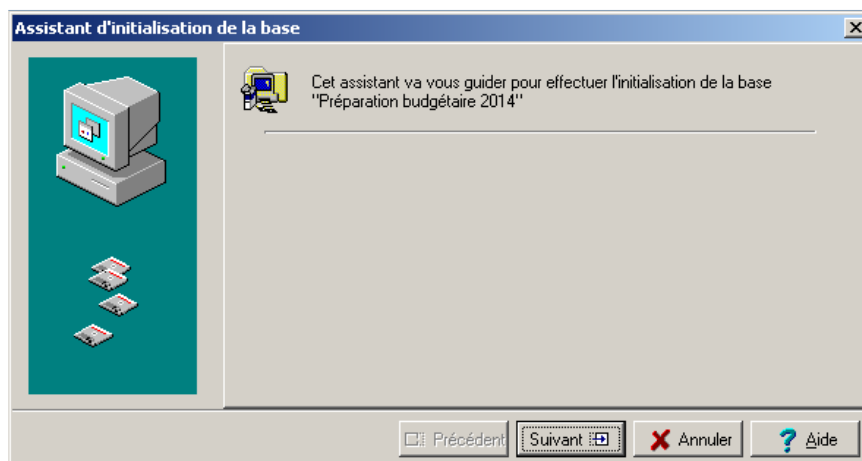 Assistant d'initialisation de la base
Cet assistant va vous guider pour effectuer l'initialisation de la base
"Préparation budgétaire 2014"
Précédent Suivant Annuler Aide